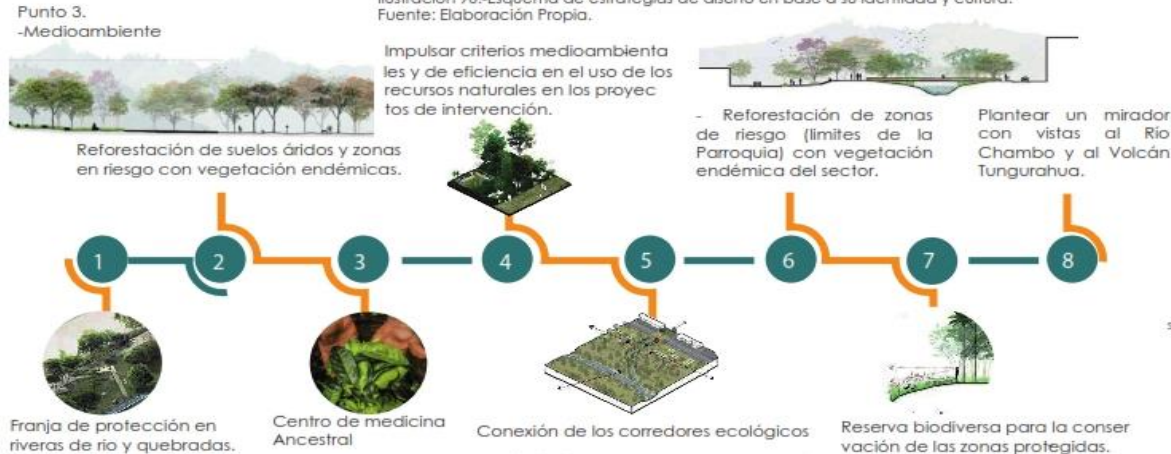 Fuente: Elaboración Propia.
Punto 3.
-Medioambiente
Impulsar criterios medioambienta
les y de eficiencia en el uso de los
recursos naturales en los proyec
tos de intervención.
Reforestación de suelos áridos y zonas
en riesgo con vegetación endémicas.
- Reforestación de zonas
de riesgo (limites de la
Parroquia) con vegetación
endémica del sector.
Plantear un mirador
con vistas al Río
Chambo y al Volcán
Tungurahua.
1
2
3
4
5
6
7
8
Franja de protección en
riveras de río y quebradas.
Centro de medicina
Ancestral
Conexión de los corredores ecológicos
Reserva biodiversa para la conser
vación de las zonas protegidas.